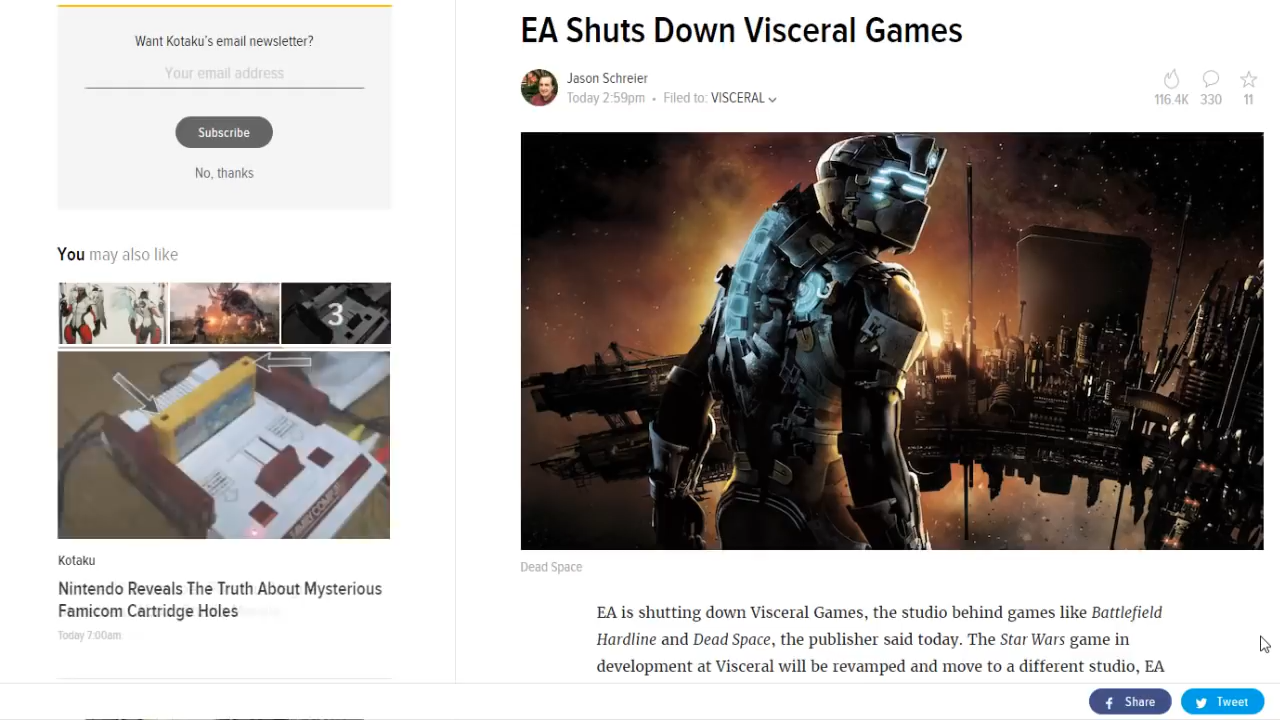 Want Kotaku's email newsletter?
Your email address
Subscribe
No, thanks
You may also like
3
Kotaku
Nintendo Reveals The Truth About Mysterious
Famicom Cartridge Holes
Today 7:00am
EA Shuts Down Visceral Games
Jason Schreier
Today 2:59pm • Filed to: VISCERAL
116.4K 330 11
Dead Space
EA is shutting down Visceral Games, the studio behind games like Battlefield
Hardline and Dead Space, the publisher said today. The Star Wars game in
development at Visceral will be revamped and move to a different studio, EA
Share Tweet